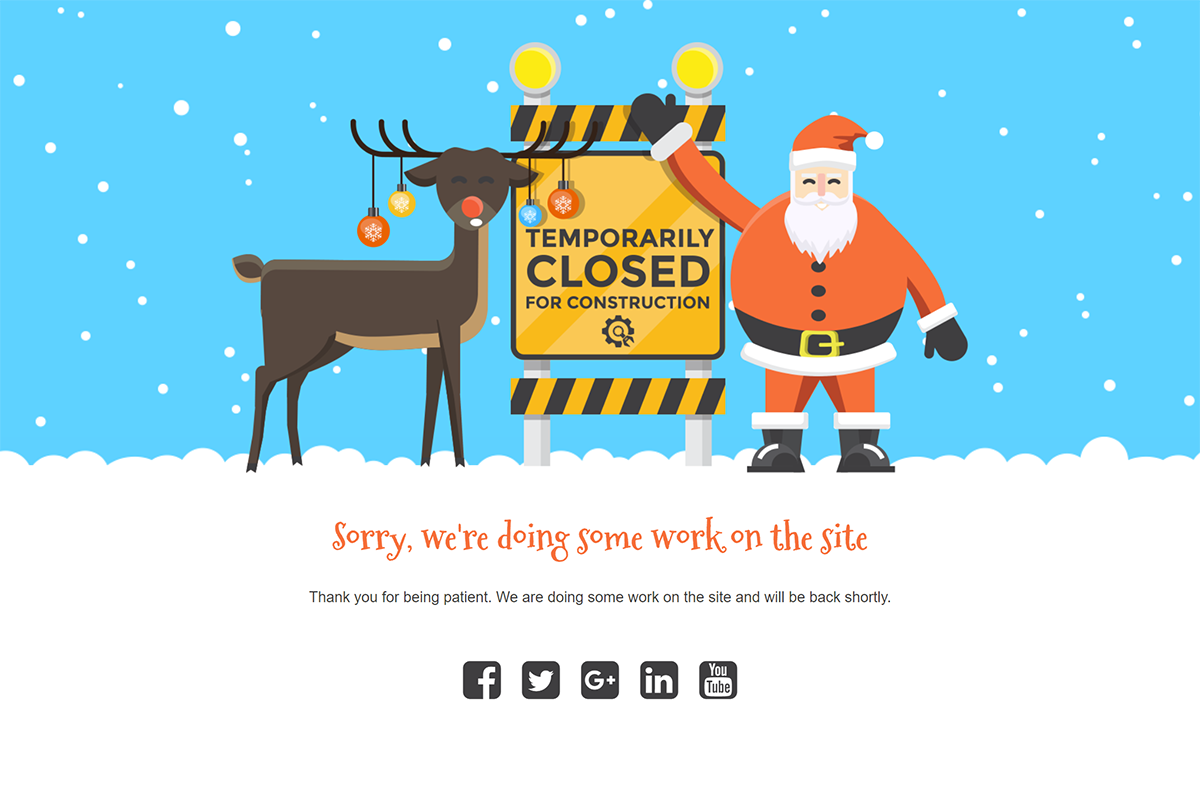 TEMPORARILY
CLOSED
FOR CONSTRUCTION
Sorry, we're doing some work on the site
Thank you for being patient. We are doing some work on the site and will be back shortly.
f
G+
in
You
Tube